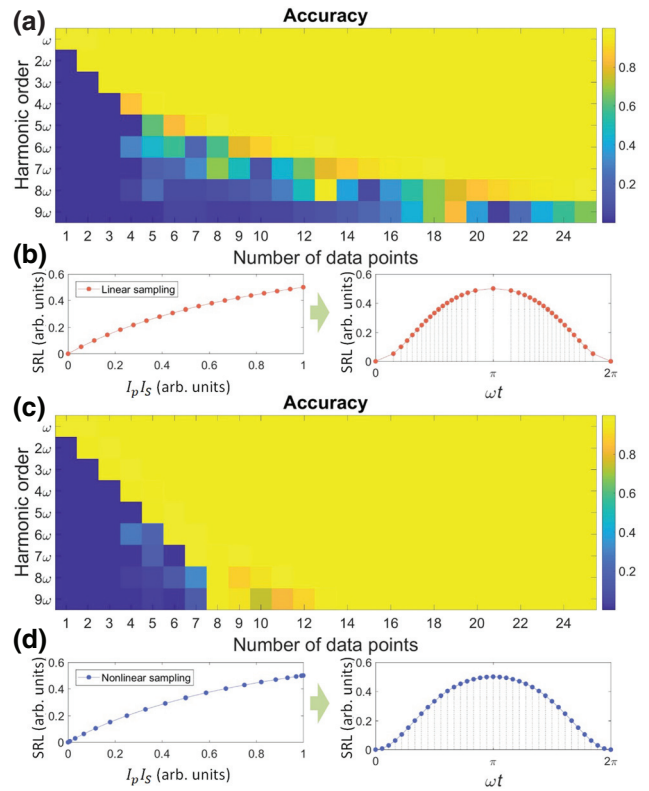 (a)
Accuracy
Harmonic order
ω
2ω
3ω
4ω
5ω
6ω
7ω
8ω
9ω
0.8
0.6
0.4
0.2
1 2 3 4 5 6 7 8 9 10 12 14 16 18 20 22 24
Number of data points
(b)
SRL (arb. units)
0.6
0.4
0.2
0
Linear sampling
0 0.2 0.4 0.6 0.8 1
I_p I_S (arb. units)
SRL (arb. units)
0.6
0.4
0.2
0
0 π 2π
ωt
(c)
Accuracy
Harmonic order
ω
2ω
3ω
4ω
5ω
6ω
7ω
8ω
9ω
0.8
0.6
0.4
0.2
1 2 3 4 5 6 7 8 9 10 12 14 16 18 20 22 24
Number of data points
(d)
SRL (arb. units)
0.6
0.4
0.2
0
Nonlinear sampling
0 0.2 0.4 0.6 0.8 1
I_p I_S (arb. units)
SRL (arb. units)
0.6
0.4
0.2
0
0 π 2π
ωt